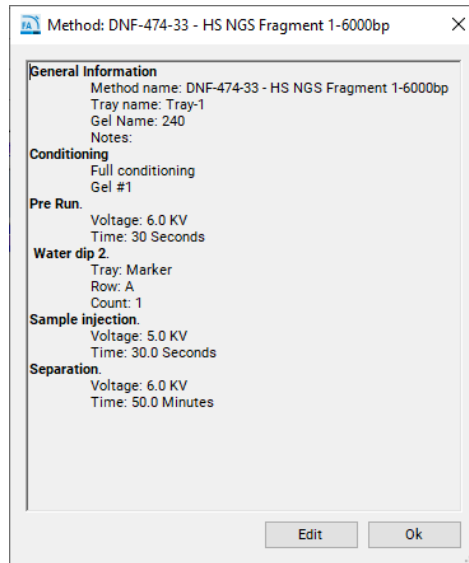 FA Method: DNF-474-33 - HS NGS Fragment 1-6000bp
General Information
Method name: DNF-474-33 - HS NGS Fragment 1-6000bp
Tray name: Tray-1
Gel Name: 240
Notes:
Conditioning
Full conditioning
Gel #1
Pre Run.
Voltage: 6.0 KV
Time: 30 Seconds
Water dip 2.
Tray: Marker
Row: A
Count: 1
Sample injection.
Voltage: 5.0 KV
Time: 30.0 Seconds
Separation.
Voltage: 6.0 KV
Time: 50.0 Minutes
Edit Ok